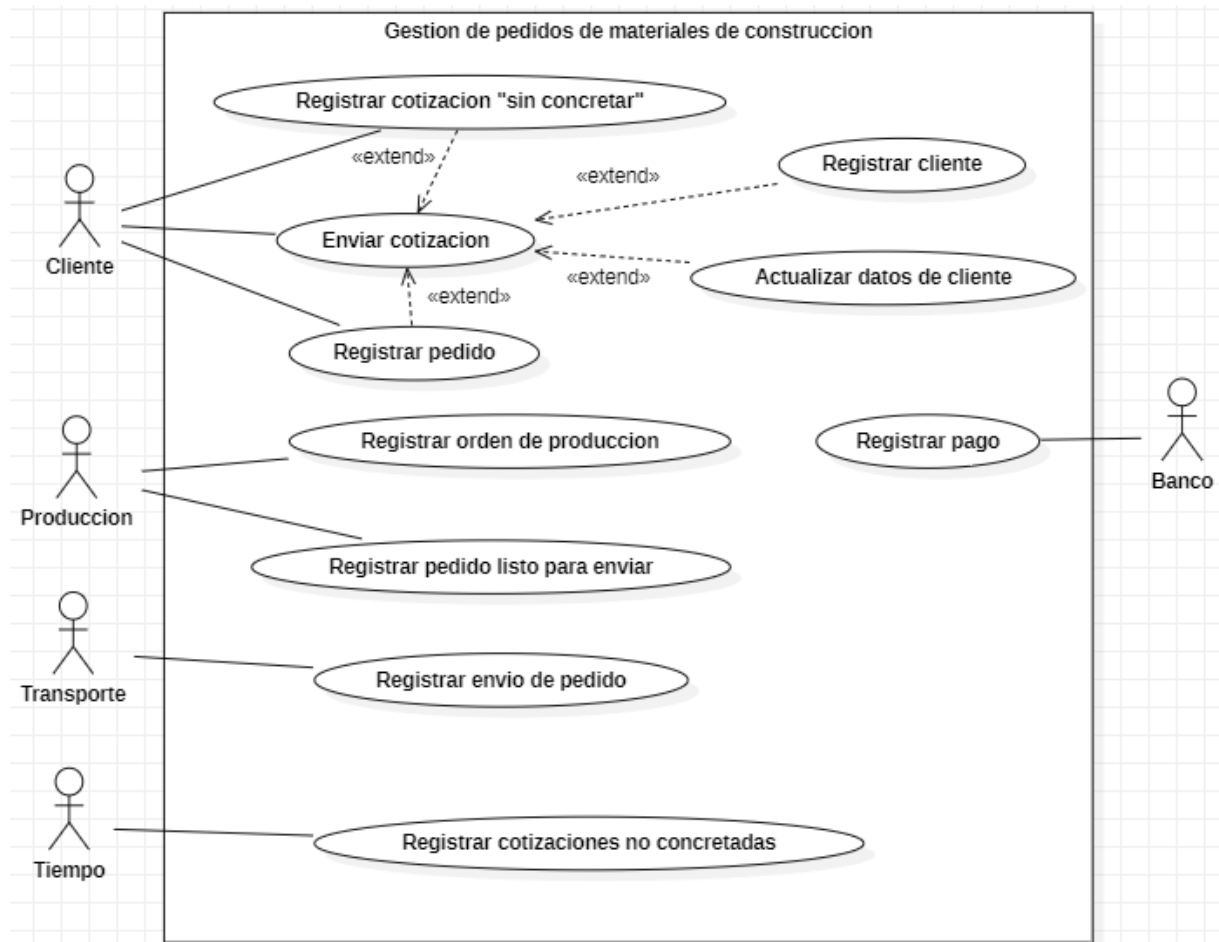 Gestion de pedidos de materiales de construccion
Registrar cotizacion "sin concretar"
«extend»
Registrar cliente
«extend»
Enviar cotizacion
Cliente
Actualizar datos de cliente
«extend»
«extend»
Registrar pedido
Registrar orden de produccion
Registrar pago
Banco
Produccion
Registrar pedido listo para enviar
Registrar envio de pedido
Transporte
Registrar cotizaciones no concretadas
Tiempo